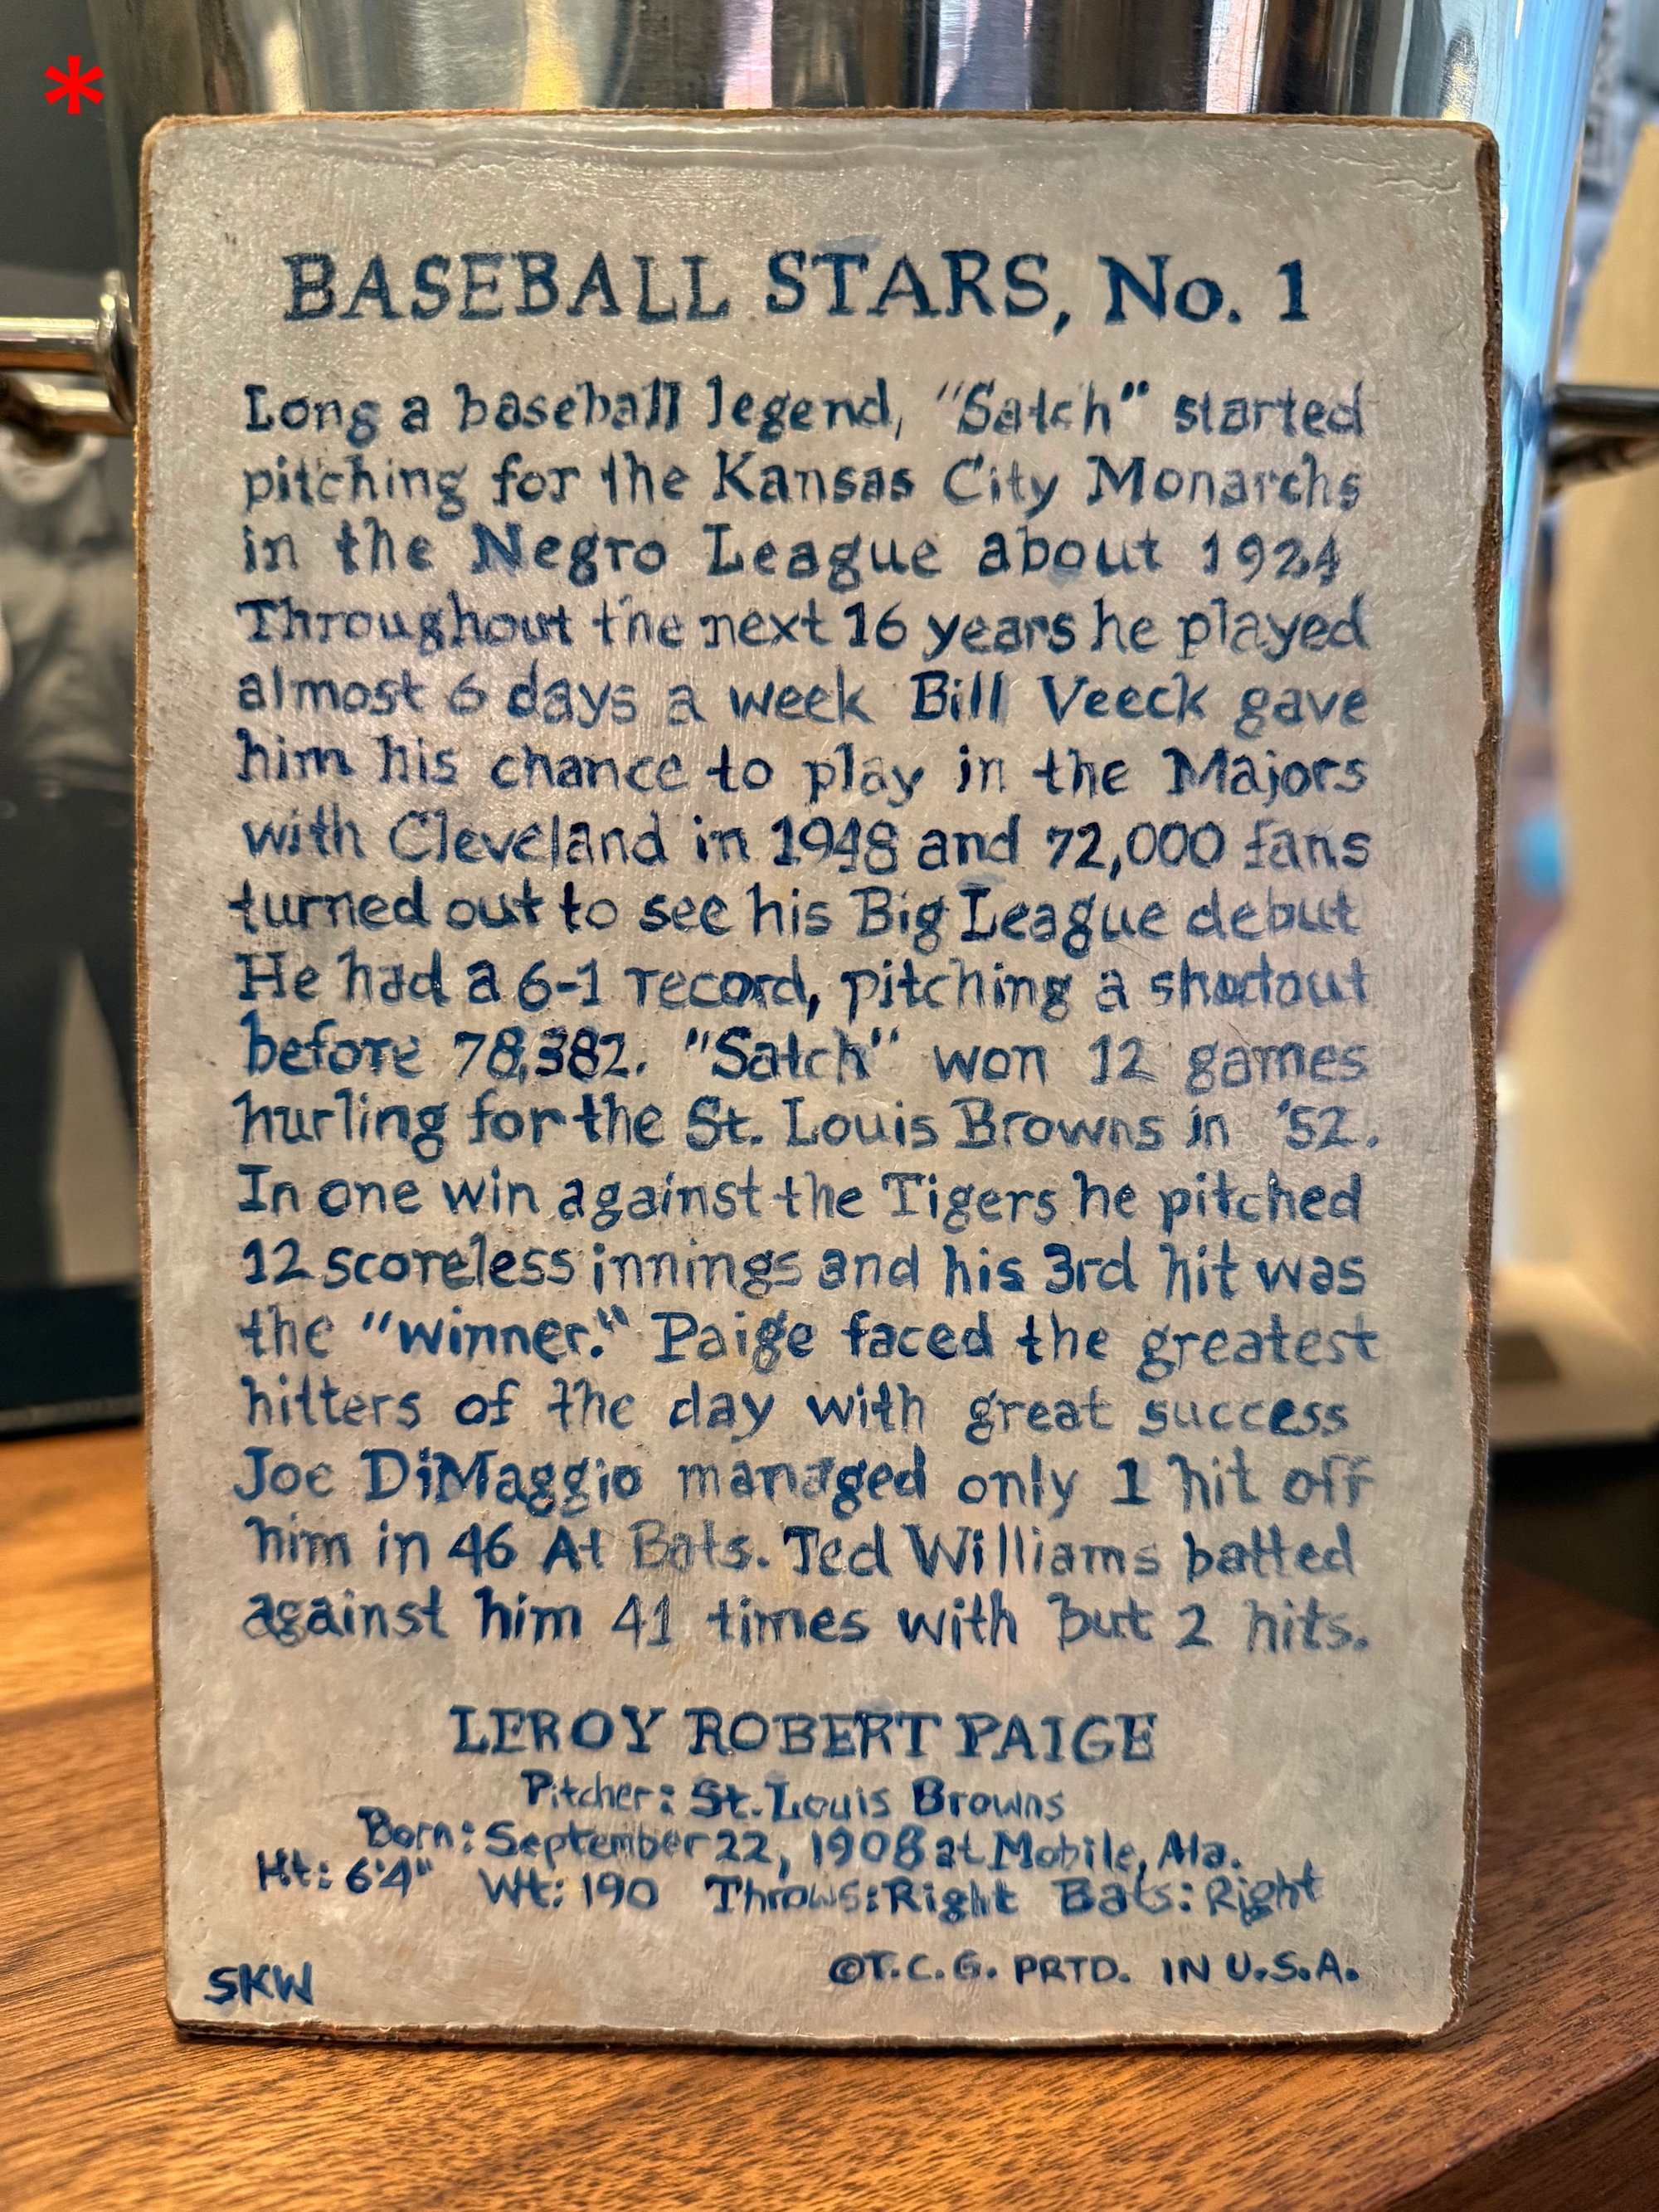 *
BASEBALL STARS, No. 1
Long a baseball legend, "Satch" started
pitching for the Kansas City Monarchs
in the Negro League about 1924
Throughout the next 16 years he played
almost 6 days a week Bill Veeck gave
him his chance to play in the Majors
with Cleveland in 1948 and 72,000 fans
turned out to see his Big League debut
He had a 6-1 record, pitching a shutout
before 78,382. "Satch" won 12 games
hurling for the St. Louis Browns in '52.
In one win against the Tigers he pitched
12 scoreless innings and his 3rd hit was
the "winner." Paige faced the greatest
hitters of the day with great success
Joe DiMaggio managed only 1 hit off
him in 46 At Bats. Ted Williams batted
against him 41 times with but 2 hits.
LEROY ROBERT PAIGE
Pitcher: St. Louis Browns
Born: September 22, 1908 at Mobile, Ala.
Ht: 6'4" Wt: 190 Throws: Right Bats: Right
SKW ©T.C.G. PRTD. IN U.S.A.